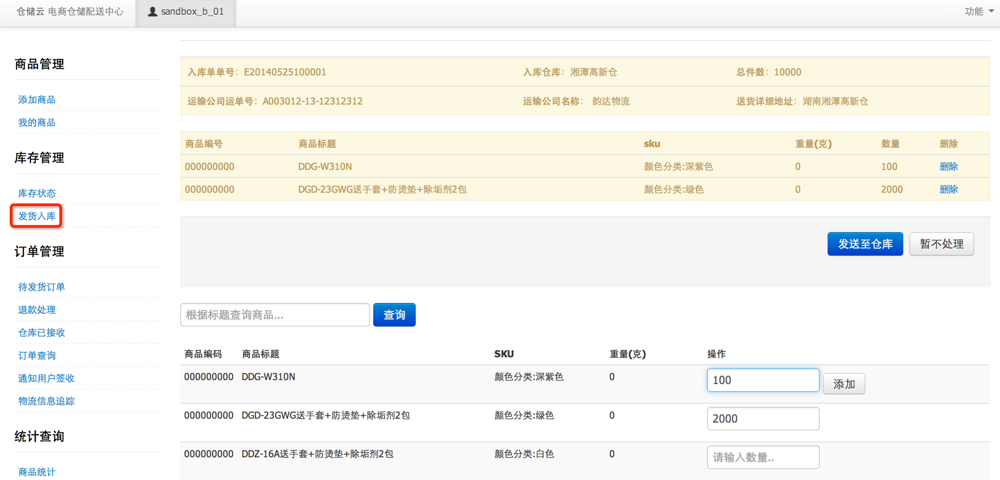 仓储云 电商仓储配送中心 sandbox_b_01 功能
商品管理
添加商品
我的商品
库存管理
库存状态
发货入库
订单管理
待发货订单
退款处理
仓库已接收
订单查询
通知用户签收
物流信息追踪
统计查询
商品统计
入库单单号：E20140525100001 入库仓库：湘潭高新仓 总件数：10000
运输公司运单号：A003012-13-12312312 运输公司名称： 韵达物流 送货详细地址：湖南湘潭高新仓
商品编号 商品标题 sku 重量(克) 数量 删除
000000000 DDG-W310N 颜色分类:深紫色 0 100 删除
000000000 DGD-23GWG送手套+防烫垫+除垢剂2包 颜色分类:绿色 0 2000 删除
发送至仓库 暂不处理
根据标题查询商品... 查询
商品编码 商品标题 SKU 重量(克) 操作
000000000 DDG-W310N 颜色分类:深紫色 0 100 添加
000000000 DGD-23GWG送手套+防烫垫+除垢剂2包 颜色分类:绿色 0 2000
000000000 DDZ-16A送手套+防烫垫+除垢剂2包 颜色分类:白色 0 请输入数量..